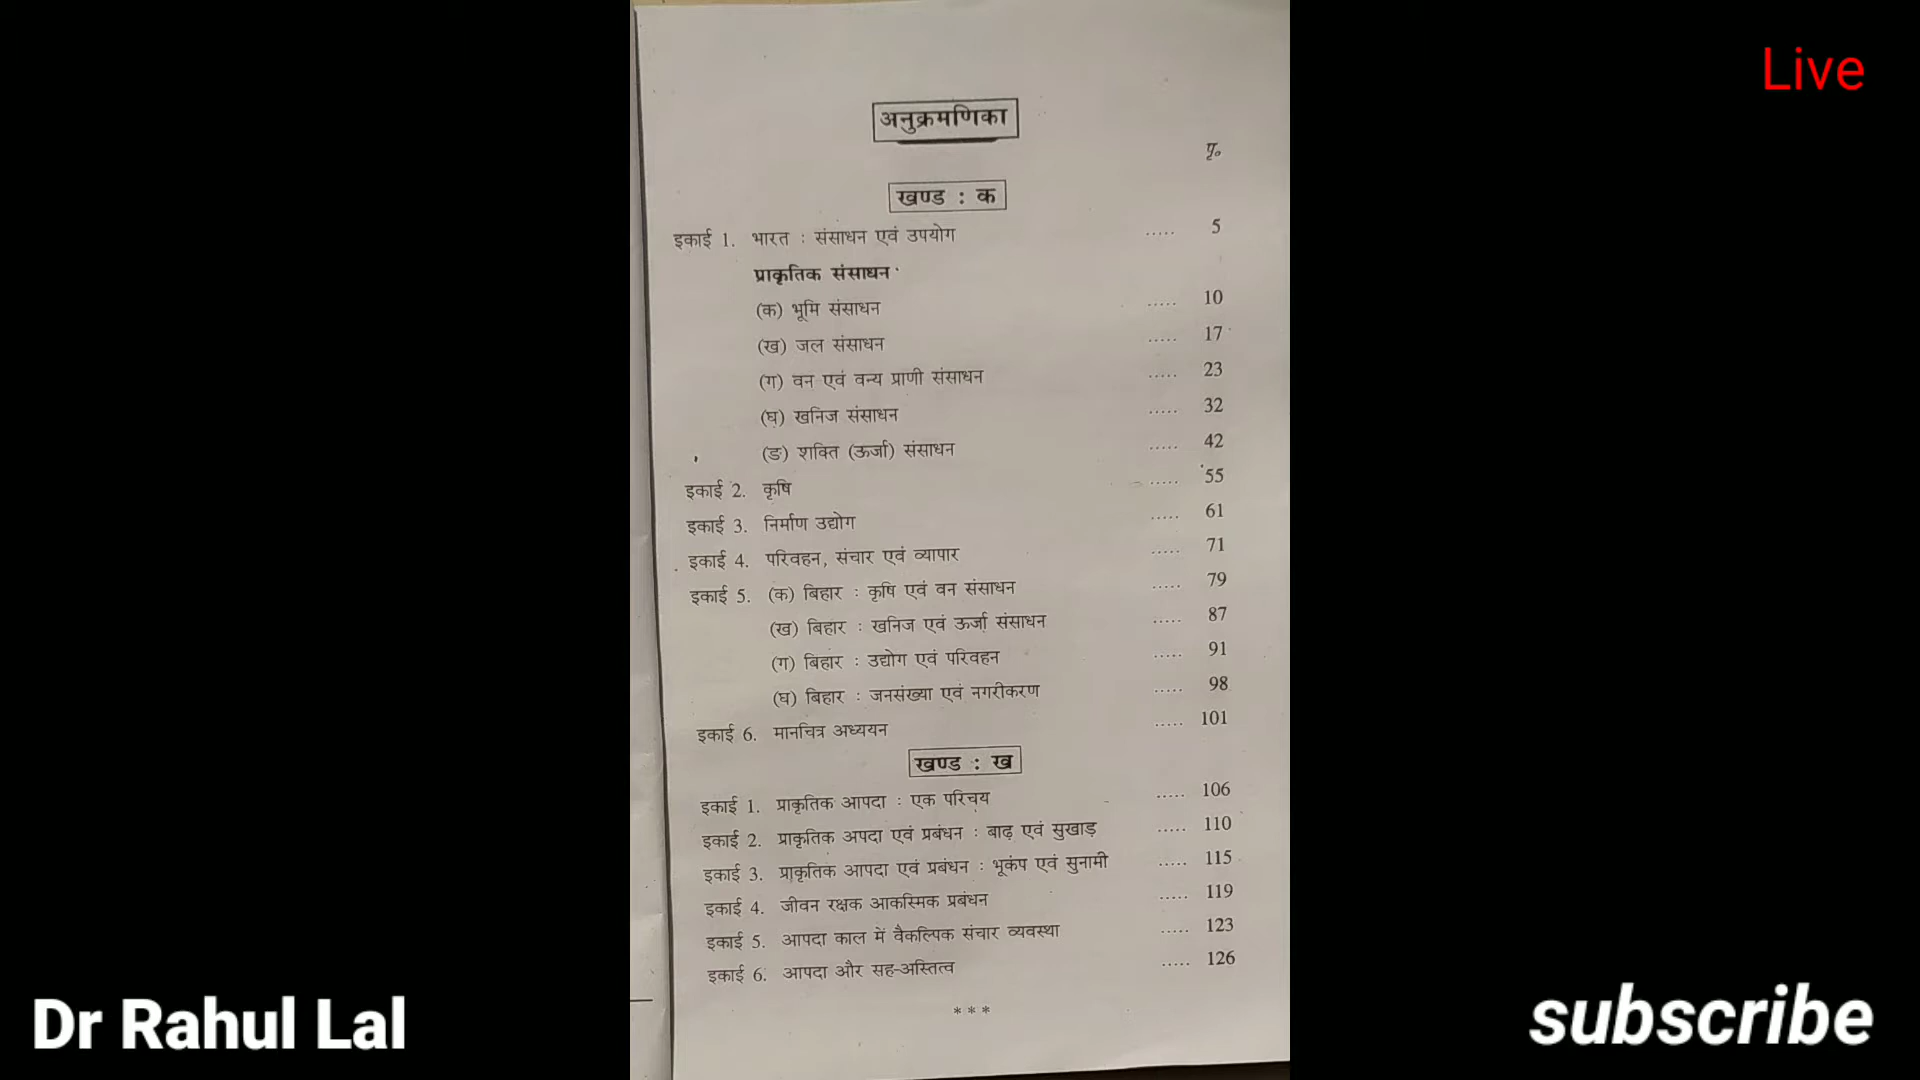 Live
अनुक्रमणिका
पृ॰
खण्ड : क
इकाई 1. भारत : संसाधन एवं उपयोग ..... 5
प्राकृतिक संसाधन
(क) भूमि संसाधन ..... 10
(ख) जल संसाधन ..... 17
(ग) वन एवं वन्य प्राणी संसाधन ..... 23
(घ) खनिज संसाधन ..... 32
(ङ) शक्ति (ऊर्जा) संसाधन ..... 42
इकाई 2. कृषि ..... 55
इकाई 3. निर्माण उद्योग ..... 61
इकाई 4. परिवहन, संचार एवं व्यापार ..... 71
इकाई 5. (क) बिहार : कृषि एवं वन संसाधन ..... 79
(ख) बिहार : खनिज एवं ऊर्जा संसाधन ..... 87
(ग) बिहार : उद्योग एवं परिवहन ..... 91
(घ) बिहार : जनसंख्या एवं नगरीकरण ..... 98
इकाई 6. मानचित्र अध्ययन ..... 101
खण्ड : ख
इकाई 1. प्राकृतिक आपदा : एक परिचय ..... 106
इकाई 2. प्राकृतिक अपदा एवं प्रबंधन : बाढ़ एवं सुखाड़ ..... 110
इकाई 3. प्राकृतिक आपदा एवं प्रबंधन : भूकंप एवं सुनामी ..... 115
इकाई 4. जीवन रक्षक आकस्मिक प्रबंधन ..... 119
इकाई 5. आपदा काल में वैकल्पिक संचार व्यवस्था ..... 123
इकाई 6. आपदा और सह-अस्तित्व ..... 126
* * *
Dr Rahul Lal
subscribe